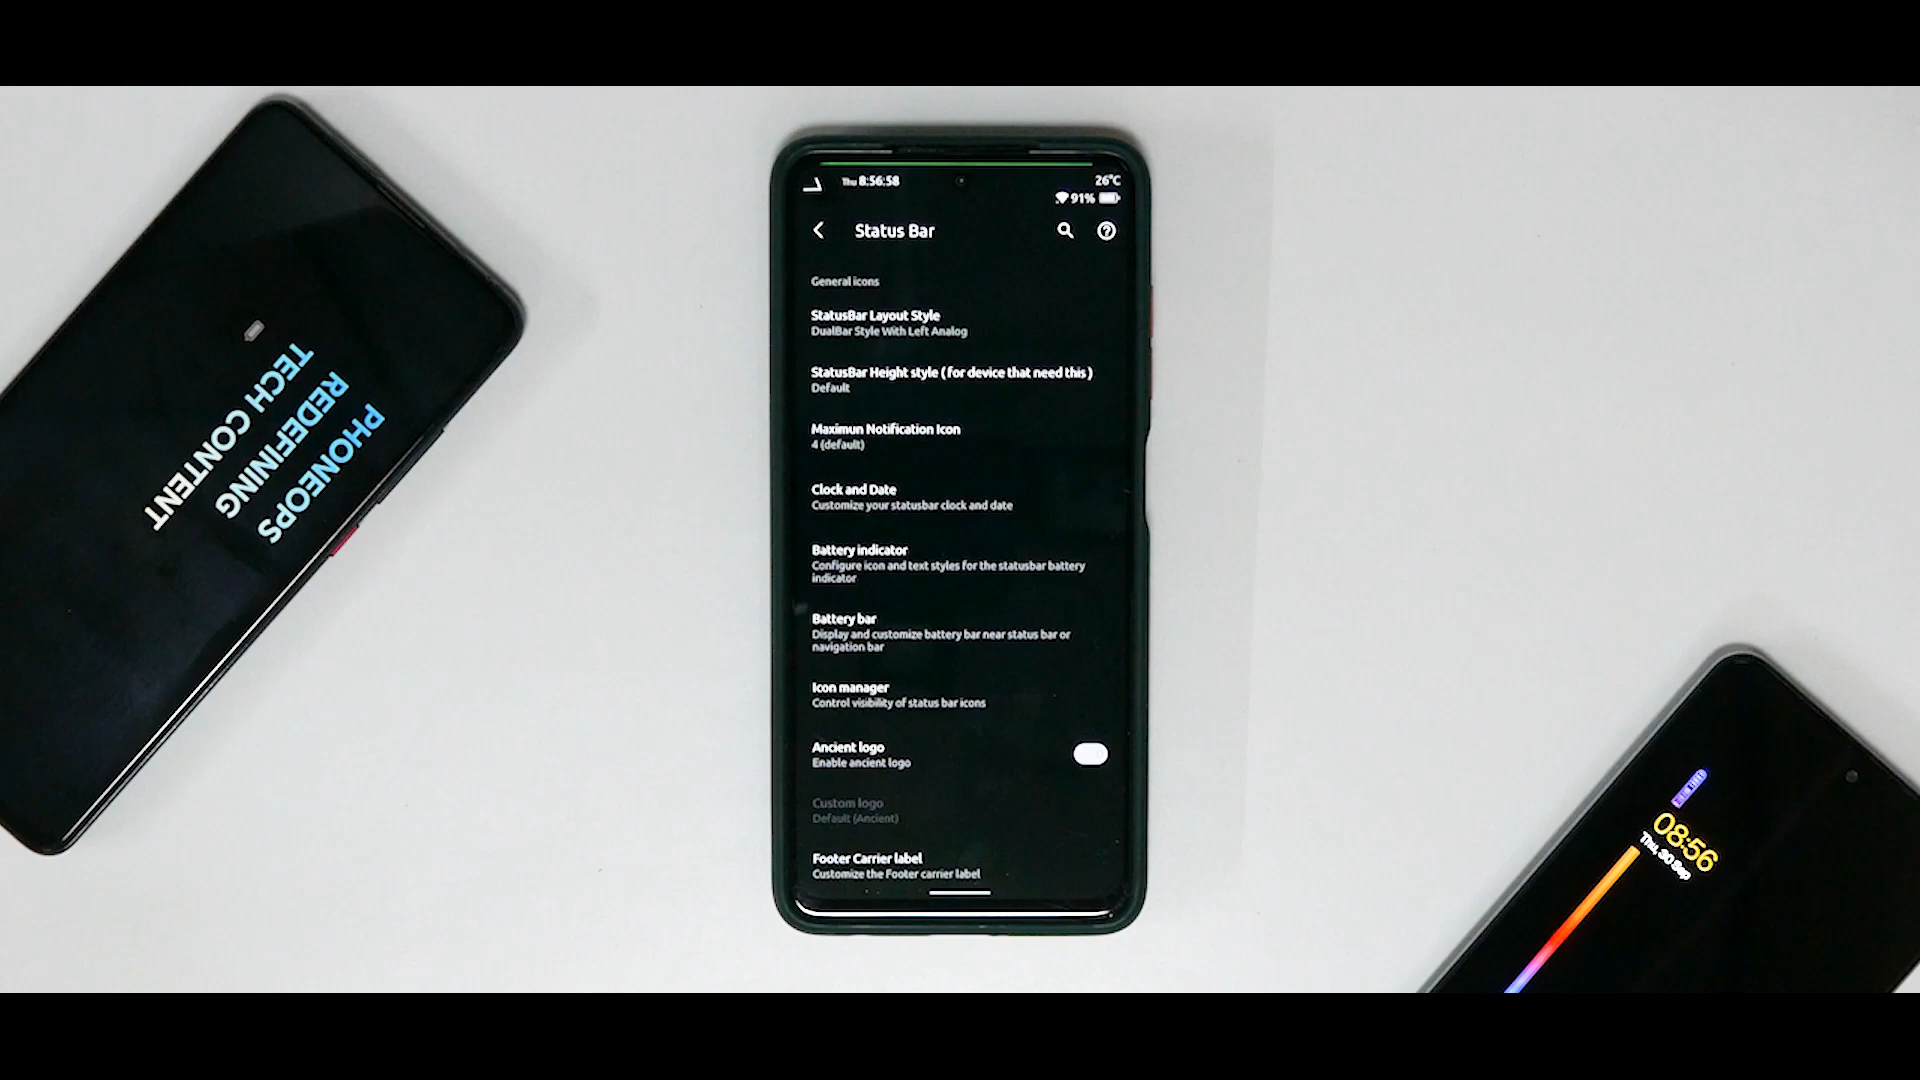 PHONEOPS
REDEFINING
TECH CONTENT
Thu 8:56:58
26°C
91%
Status Bar
General icons
StatusBar Layout Style
DualBar Style With Left Analog
StatusBar Height style ( for device that need this )
Default
Maximun Notification Icon
4 (default)
Clock and Date
Customize your statusbar clock and date
Battery indicator
Configure icon and text styles for the statusbar battery
indicator
Battery bar
Display and customize battery bar near status bar or
navigation bar
Icon manager
Control visibility of status bar icons
Ancient logo
Enable ancient logo
Custom logo
Default (Ancient)
Footer Carrier label
Customize the Footer carrier label
08:56
Thu, 30 Sep